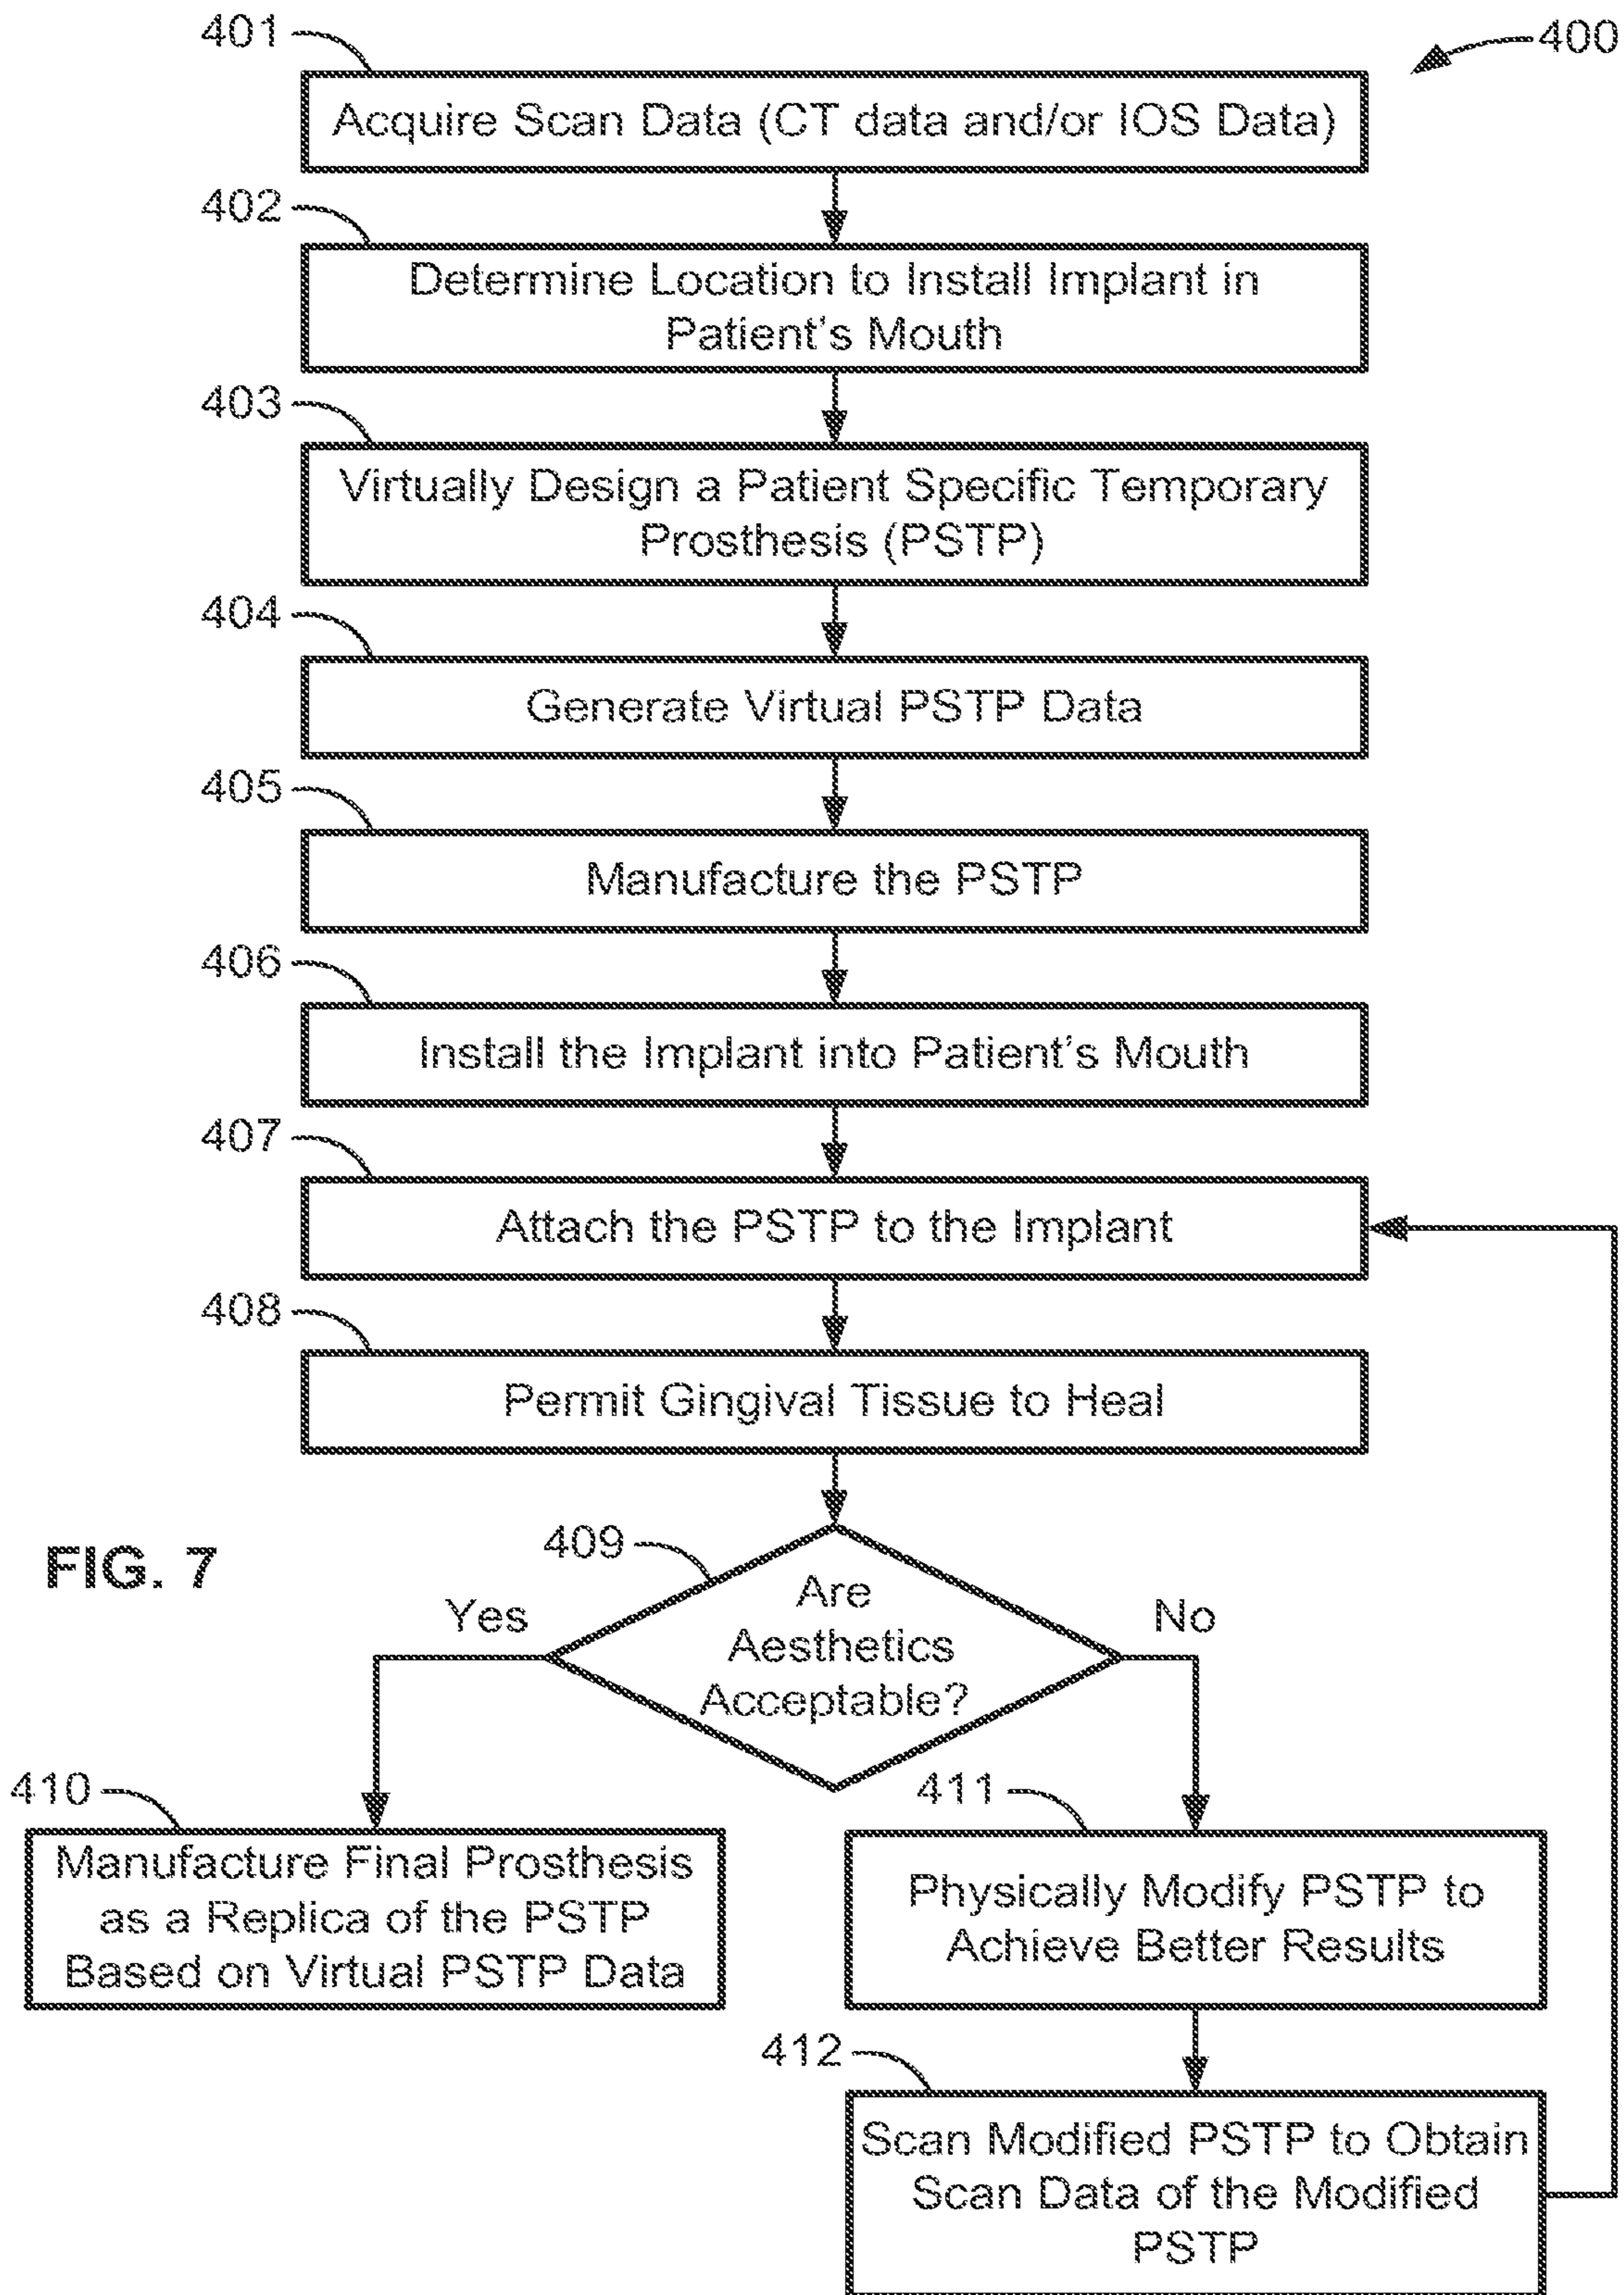 401
400
Acquire Scan Data (CT data and/or IOS Data)
402
Determine Location to Install Implant in
Patient's Mouth
403
Virtually Design a Patient Specific Temporary
Prosthesis (PSTP)
404
Generate Virtual PSTP Data
405
Manufacture the PSTP
406
Install the Implant into Patient's Mouth
407
Attach the PSTP to the Implant
408
Permit Gingival Tissue to Heal
FIG. 7
409
Are
Aesthetics
Acceptable?
Yes
No
410
Manufacture Final Prosthesis
as a Replica of the PSTP
Based on Virtual PSTP Data
411
Physically Modify PSTP to
Achieve Better Results
412
Scan Modified PSTP to Obtain
Scan Data of the Modified
PSTP